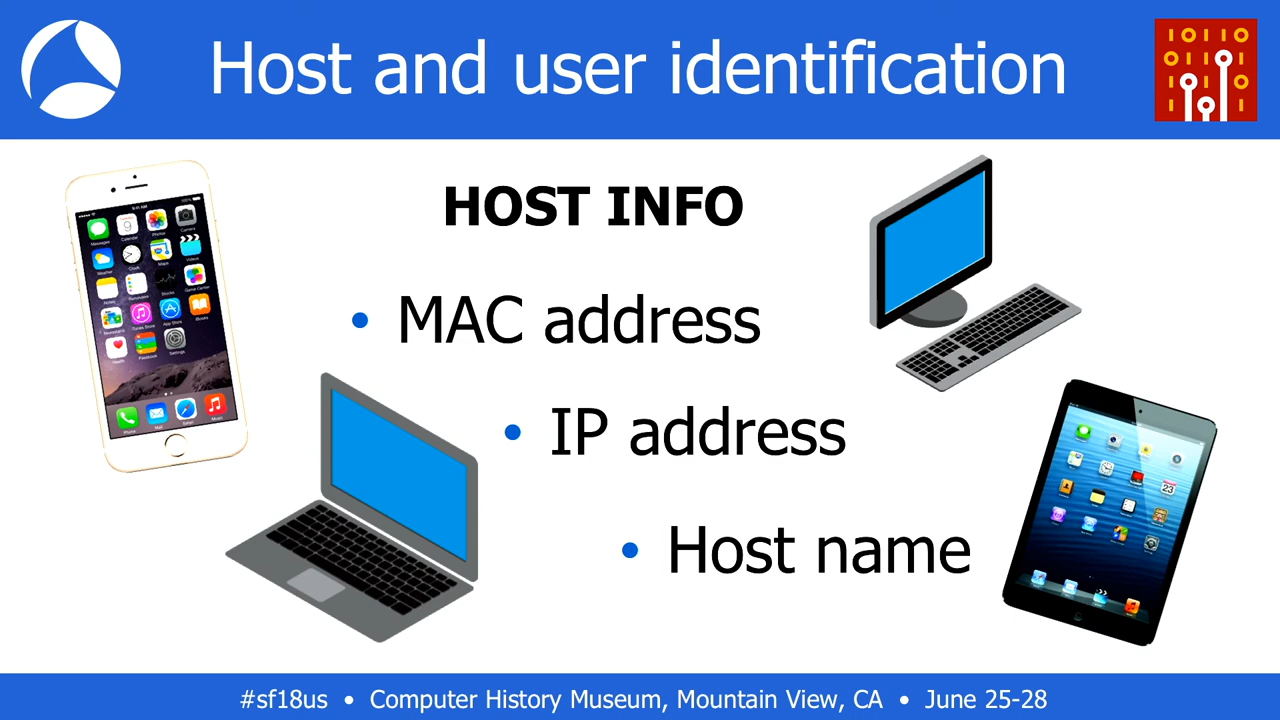 Host and user identification
HOST INFO
• MAC address
• IP address
• Host name
#sf18us • Computer History Museum, Mountain View, CA • June 25-28